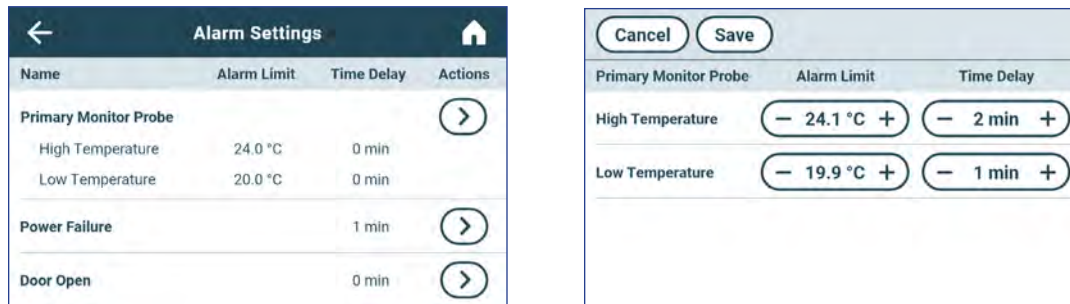 Alarm Settings
Name Alarm Limit Time Delay Actions
Primary Monitor Probe
High Temperature 24.0 °C 0 min
Low Temperature 20.0 °C 0 min
Power Failure 1 min
Door Open 0 min
Cancel Save
Primary Monitor Probe Alarm Limit Time Delay
High Temperature − 24.1 °C + − 2 min +
Low Temperature − 19.9 °C + − 1 min +